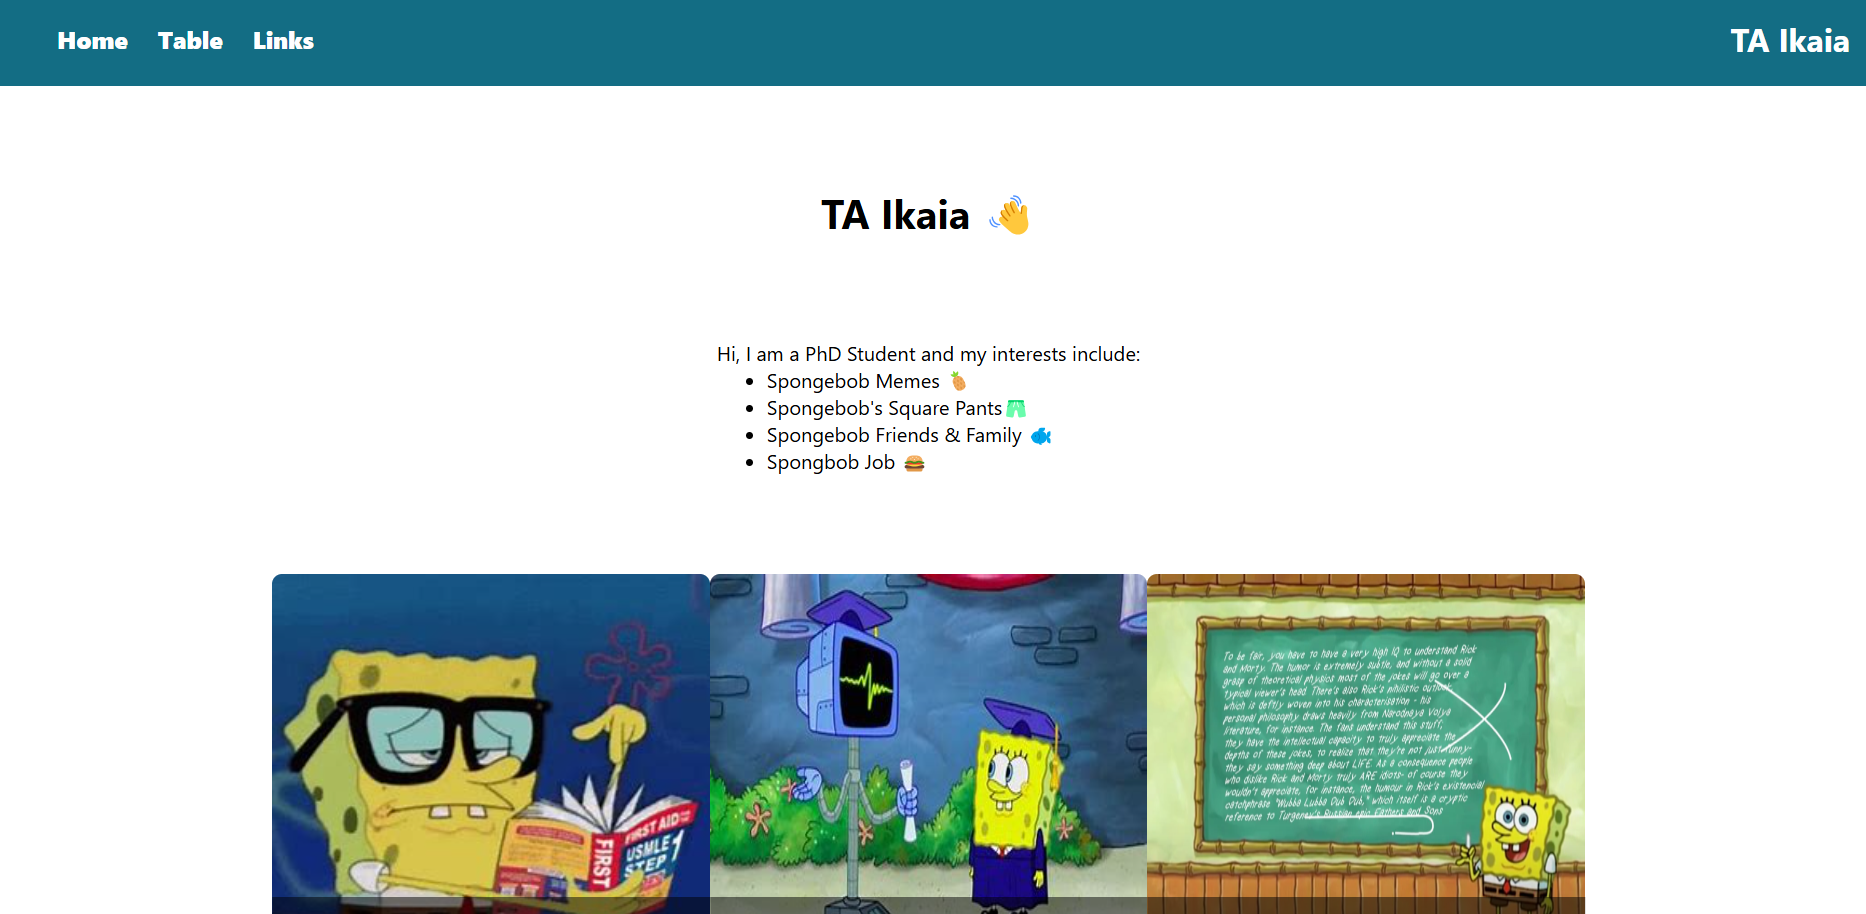 Home Table Links TA Ikaia
TA Ikaia 👋
Hi, I am a PhD Student and my interests include:
• Spongebob Memes 🍍
• Spongebob's Square Pants🩳
• Spongebob Friends & Family 🐟
• Spongbob Job 🍔
FIRST AID
FIRST
USMLE
STEP 1
To be fair, you have to have a very high IQ to understand Rick
and Morty. The humor is extremely subtle, and without a solid
grasp of theoretical physics most of the jokes will go over a
typical viewer's head. There's also Rick's nihilistic outlook,
which is deftly woven into his characterisation - his
personal philosophy draws heavily from Narodnaya Volya
literature, for instance. The fans understand this stuff;
they have the intellectual capacity to truly appreciate the
depths of these jokes, to realize that they're not just funny-
they say something deep about LIFE. As a consequence people
who dislike Rick and Morty truly ARE idiots- of course they
wouldn't appreciate, for instance, the humour in Rick's existencial
catchphrase "Wubba Lubba Dub Dub," which itself is a cryptic
reference to Turgenev's Russian epic Fathers and Sons